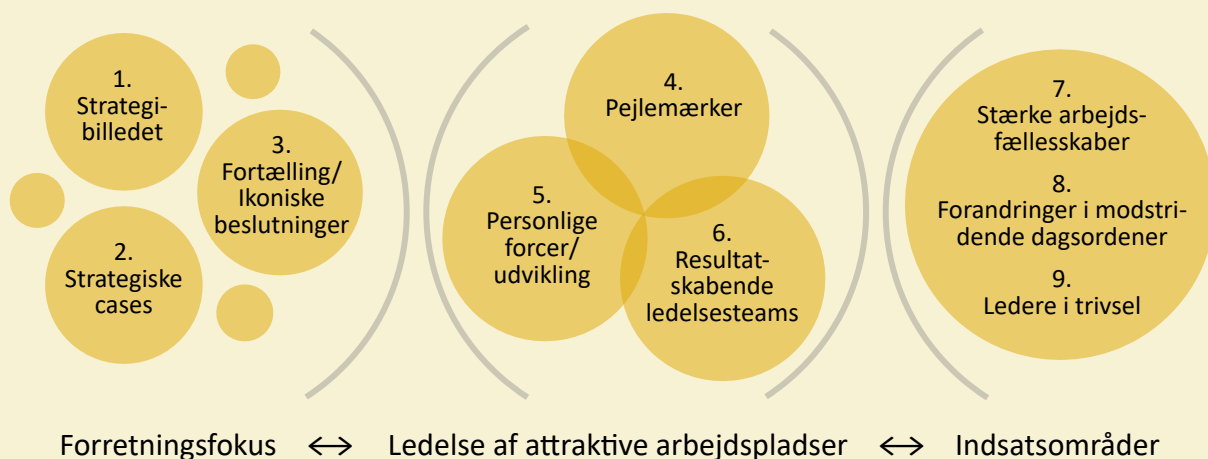 1.
Strategi-
billedet
2.
Strategiske
cases
3.
Fortælling/
Ikoniske
beslutninger
4.
Pejlemærker
5.
Personlige
forcer/
udvikling
6.
Resultat-
skabende
ledelsesteams
7.
Stærke arbejds-
fællesskaber
8.
Forandringer i modstri-
dende dagsordener
9.
Ledere i trivsel
Forretningsfokus ↔ Ledelse af attraktive arbejdspladser ↔ Indsatsområder